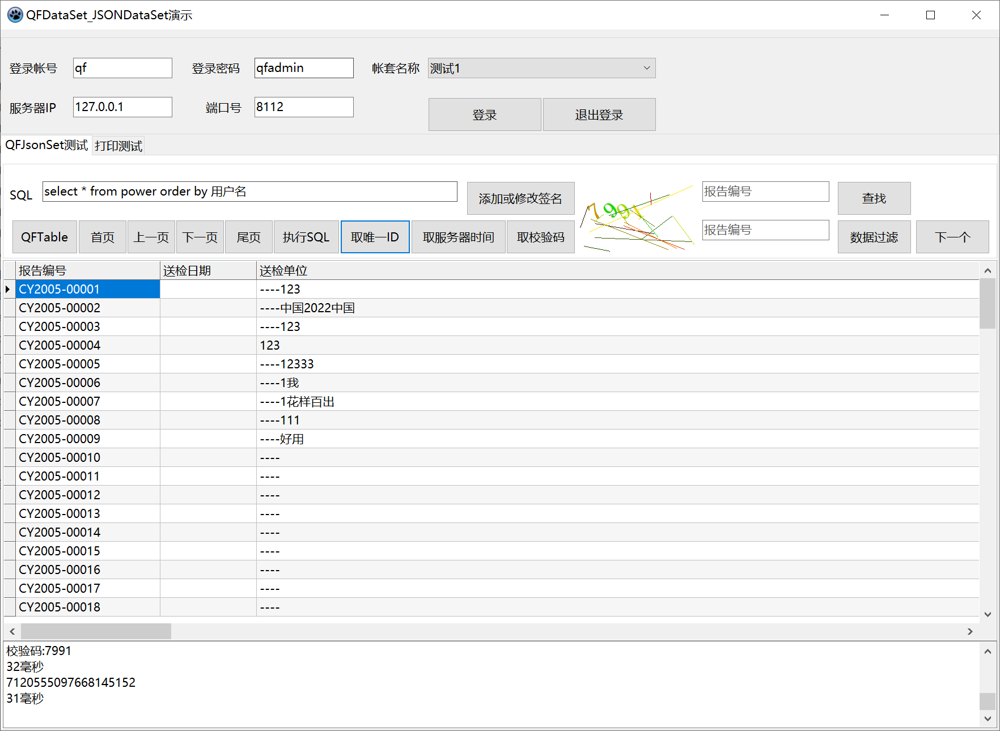 QFDataSet_JSONDataSet演示
登录帐号 qf 登录密码 qfadmin 帐套名称 测试1
服务器IP 127.0.0.1 端口号 8112 登录 退出登录
QFJsonSet测试 打印测试
SQL select * from power order by 用户名 添加或修改签名 7991 报告编号 查找
QFTable 首页 上一页 下一页 尾页 执行SQL 取唯一ID 取服务器时间 取校验码 报告编号 数据过滤 下一个
报告编号 送检日期 送检单位
CY2005-00001 ----123
CY2005-00002 ----中国2022中国
CY2005-00003 ----123
CY2005-00004 123
CY2005-00005 ----12333
CY2005-00006 ----1我
CY2005-00007 ----1花样百出
CY2005-00008 ----111
CY2005-00009 ----好用
CY2005-00010 ----
CY2005-00011 ----
CY2005-00012 ----
CY2005-00013 ----
CY2005-00014 ----
CY2005-00015 ----
CY2005-00016 ----
CY2005-00017 ----
CY2005-00018 ----
校验码:7991
32毫秒
7120555097668145152
31毫秒